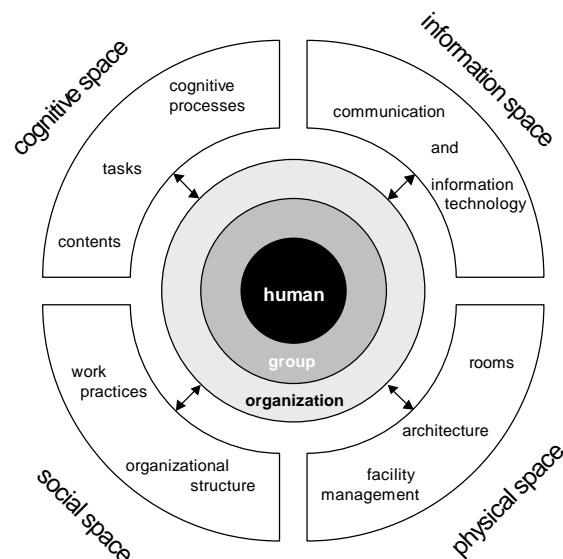 cognitive space
cognitive
processes
tasks
contents
information space
communication
and
information
technology
human
group
organization
social space
work
practices
organizational
structure
physical space
rooms
architecture
facility
management